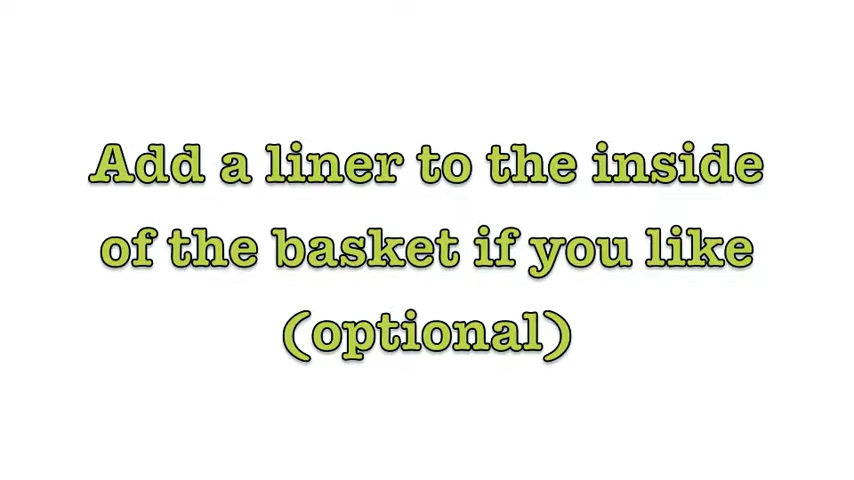 Add a liner to the inside
of the basket if you like
(optional)